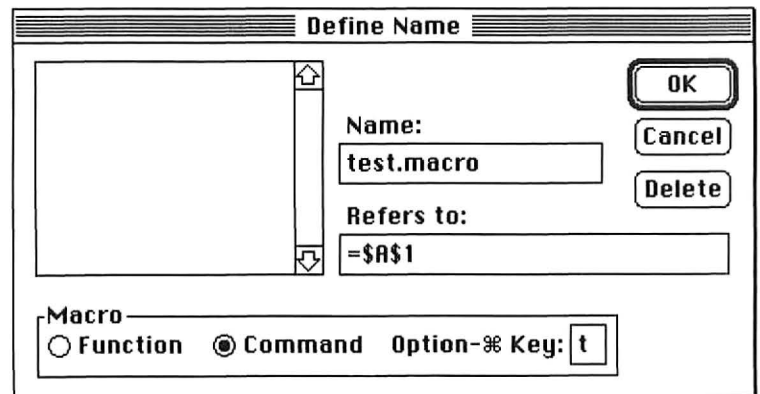 Define Name
OK
Name:
Cancel
test.macro
Delete
Refers to:
=$A$1
Macro
Function Command Option-⌘ Key: t